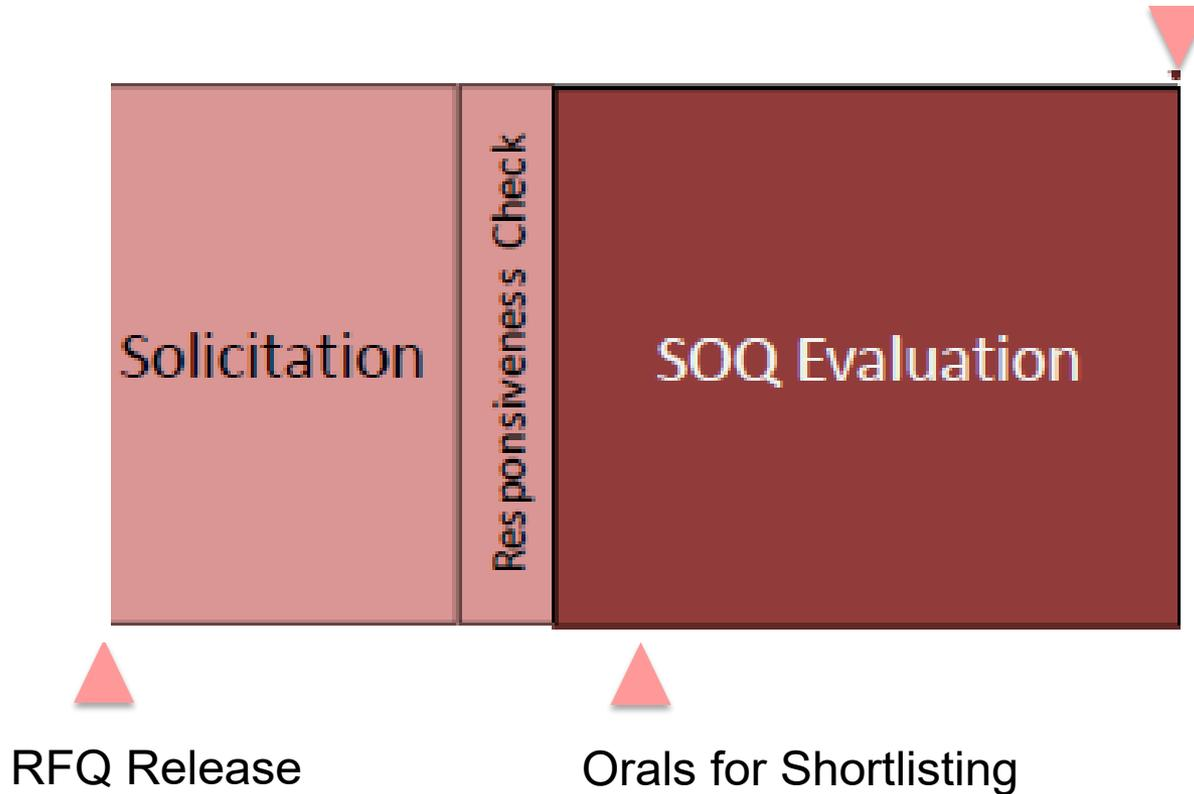 Solicitation
Responsiveness Check
SOQ Evaluation
RFQ Release
Orals for Shortlisting